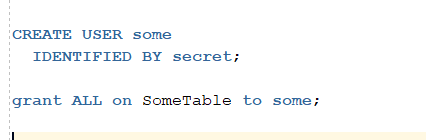 CREATE USER some
IDENTIFIED BY secret;
grant ALL on SomeTable to some;